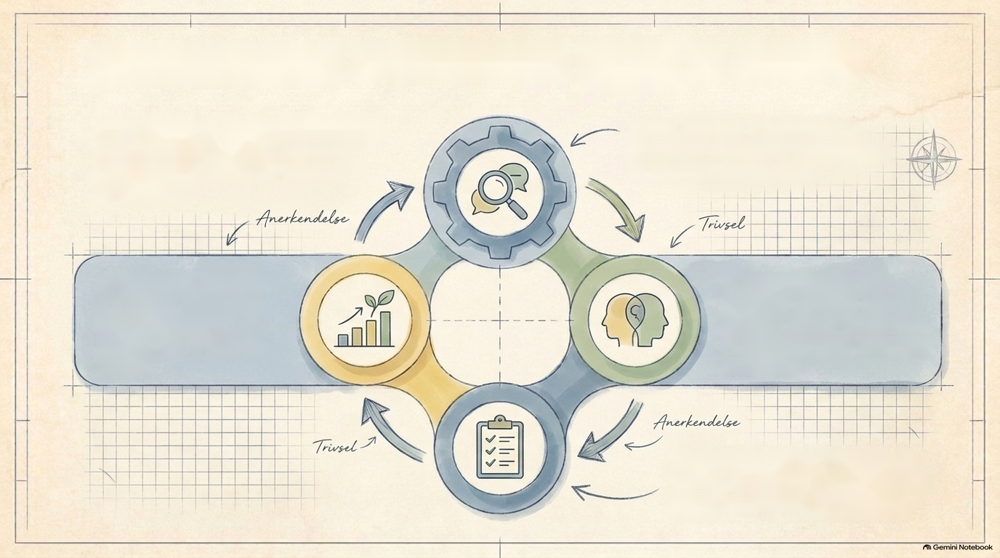 Anerkendelse
Trivsel
Anerkendelse
Trivsel
Gemini Notebook